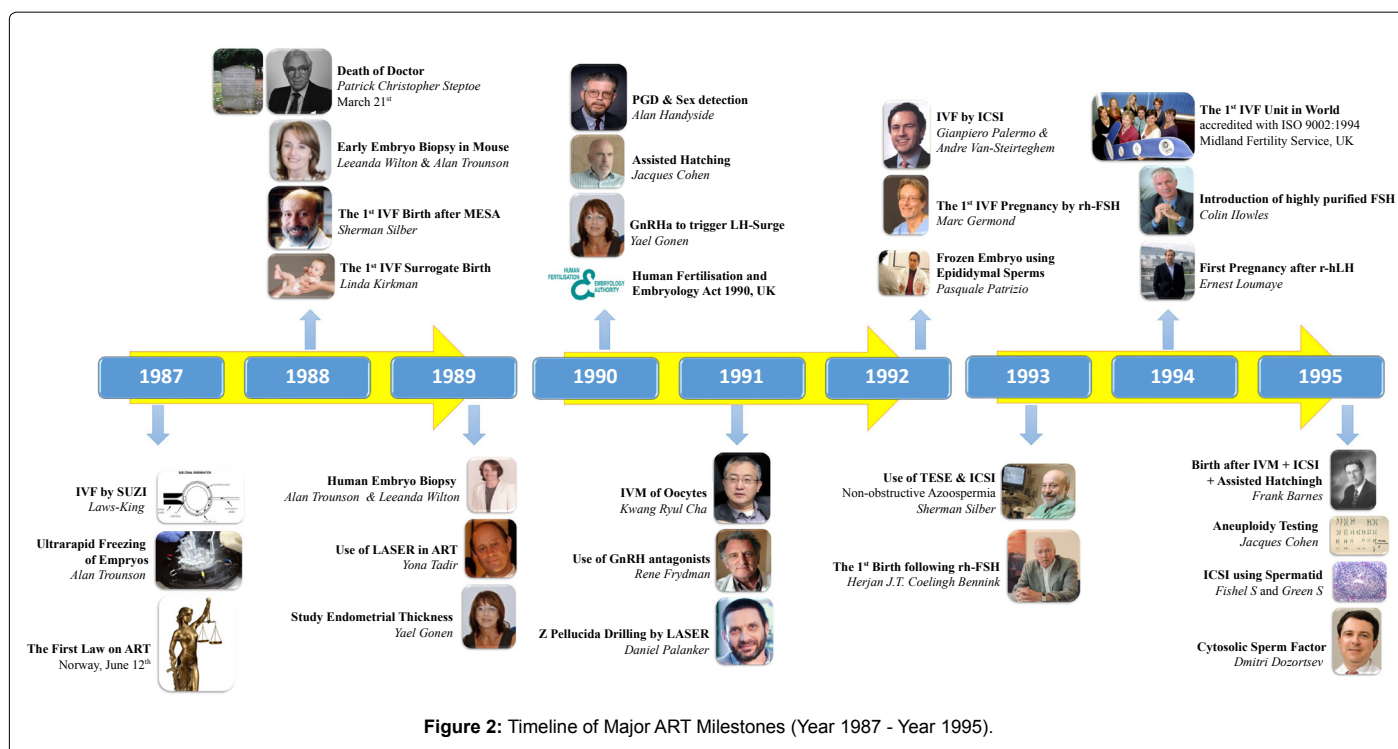 Death of Doctor
Patrick Christopher Steptoe
March 21st
Early Embryo Biopsy in Mouse
Leeanda Wilton & Alan Trounson
The 1st IVF Birth after MESA
Sherman Silber
The 1st IVF Surrogate Birth
Linda Kirkman
PGD & Sex detection
Alan Handyside
Assisted Hatching
Jacques Cohen
GnRHa to trigger LH-Surge
Yael Gonen
HUMAN
FERTILISATION
EMBRYOLOGY
AUTHORITY
Human Fertilisation and
Embryology Act 1990, UK
IVF by ICSI
Gianpiero Palermo &
Andre Van-Steirteghem
The 1st IVF Pregnancy by rh-FSH
Marc Germond
Frozen Embryo using
Epididymal Sperms
Pasquale Patrizio
The 1st IVF Unit in World
accredited with ISO 9002:1994
Midland Fertility Service, UK
Introduction of highly purified FSH
Colin Howles
First Pregnancy after r-hLH
Ernest Loumaye
1987
1988
1989
1990
1991
1992
1993
1994
1995
IVF by SUZI
Laws-King
Ultrarapid Freezing
of Empryos
Alan Trounson
The First Law on ART
Norway, June 12th
Human Embryo Biopsy
Alan Trounson & Leeanda Wilton
Use of LASER in ART
Yona Tadir
Study Endometrial Thickness
Yael Gonen
IVM of Oocytes
Kwang Ryul Cha
Use of GnRH antagonists
Rene Frydman
Z Pellucida Drilling by LASER
Daniel Palanker
Use of TESE & ICSI
Non-obstructive Azoospermia
Sherman Silber
The 1st Birth following rh-FSH
Herjan J.T. Coelingh Bennink
Birth after IVM + ICSI
+ Assisted Hatchingh
Frank Barnes
Aneuploidy Testing
Jacques Cohen
ICSI using Spermatid
Fishel S and Green S
Cytosolic Sperm Factor
Dmitri Dozortsev
Figure 2: Timeline of Major ART Milestones (Year 1987 - Year 1995).